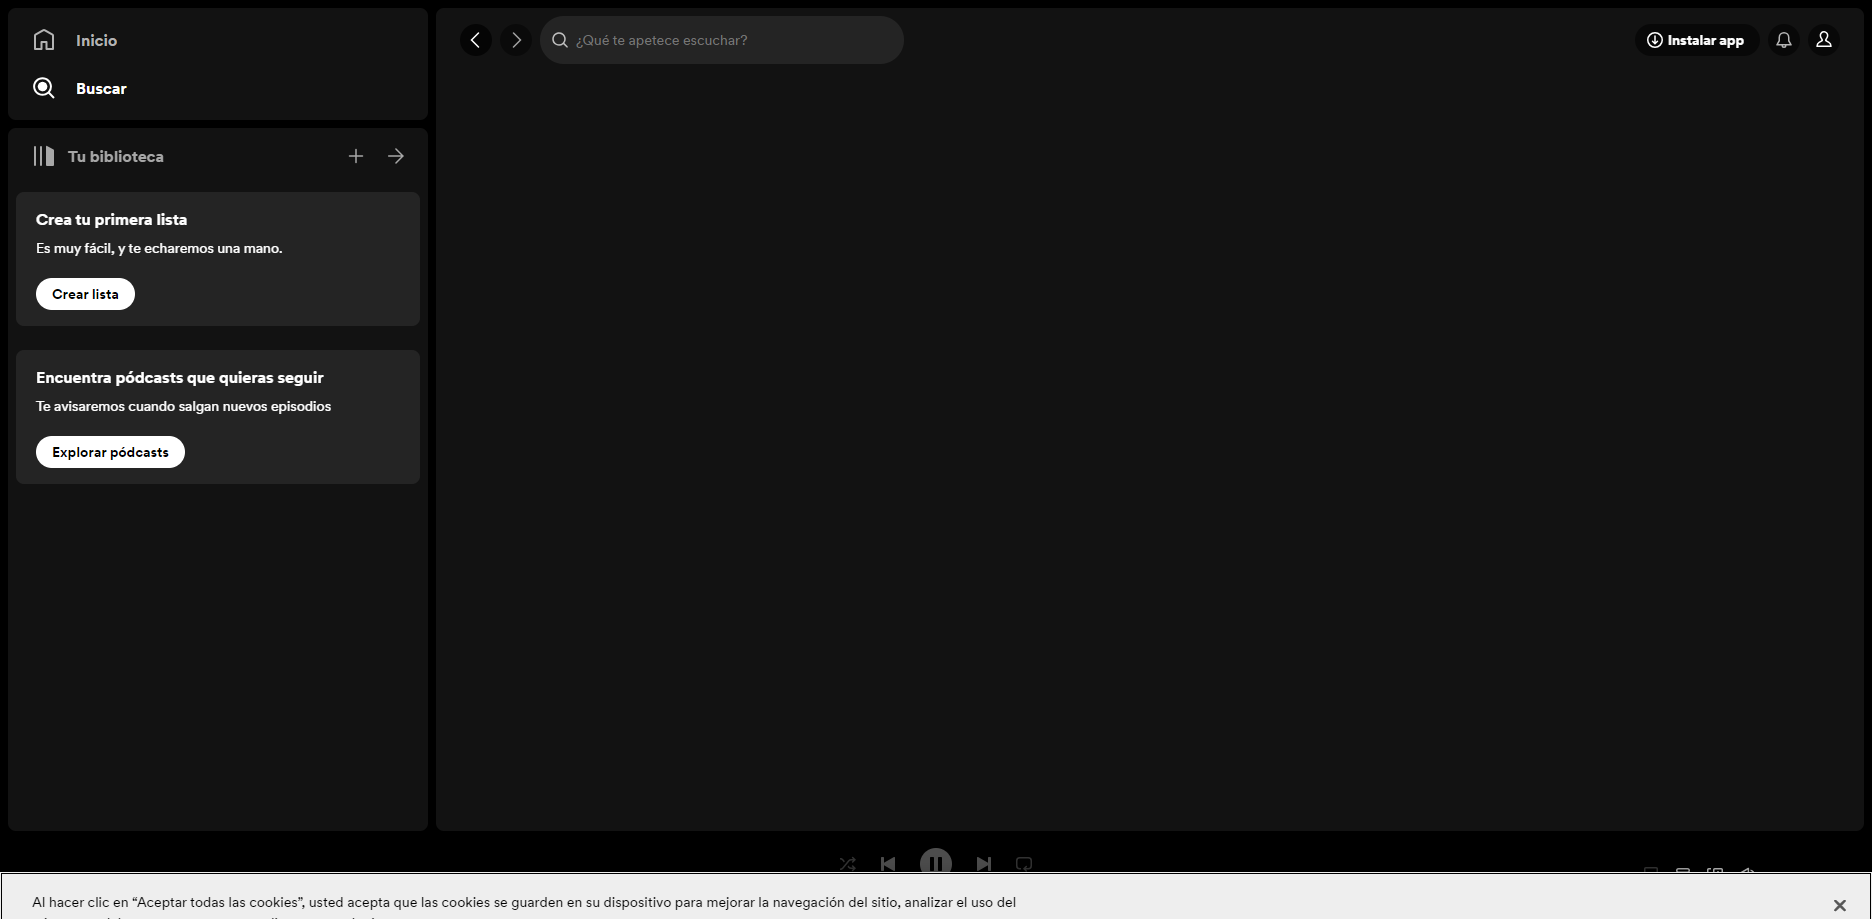 Inicio
Buscar
Tu biblioteca
Crea tu primera lista
Es muy fácil, y te echaremos una mano.
Crear lista
Encuentra pódcasts que quieras seguir
Te avisaremos cuando salgan nuevos episodios
Explorar pódcasts
¿Qué te apetece escuchar?
Instalar app
Al hacer clic en “Aceptar todas las cookies”, usted acepta que las cookies se guarden en su dispositivo para mejorar la navegación del sitio, analizar el uso del